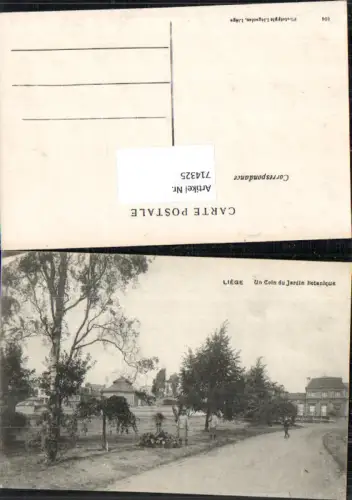 CARTE POSTALE
Correspondance
Artikel Nr.
714325
LIÈGE Un Coin du Jardin Botanique